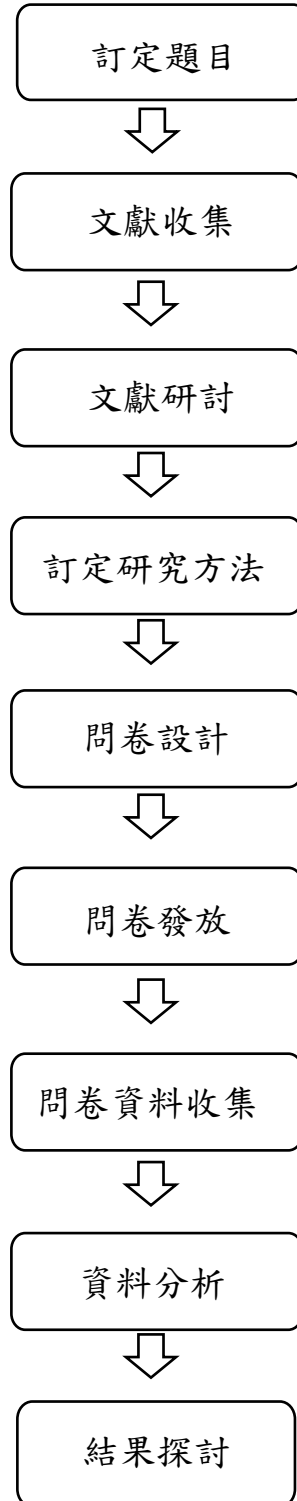 訂定題目
文獻收集
文獻研討
訂定研究方法
問卷設計
問卷發放
問卷資料收集
資料分析
結果探討